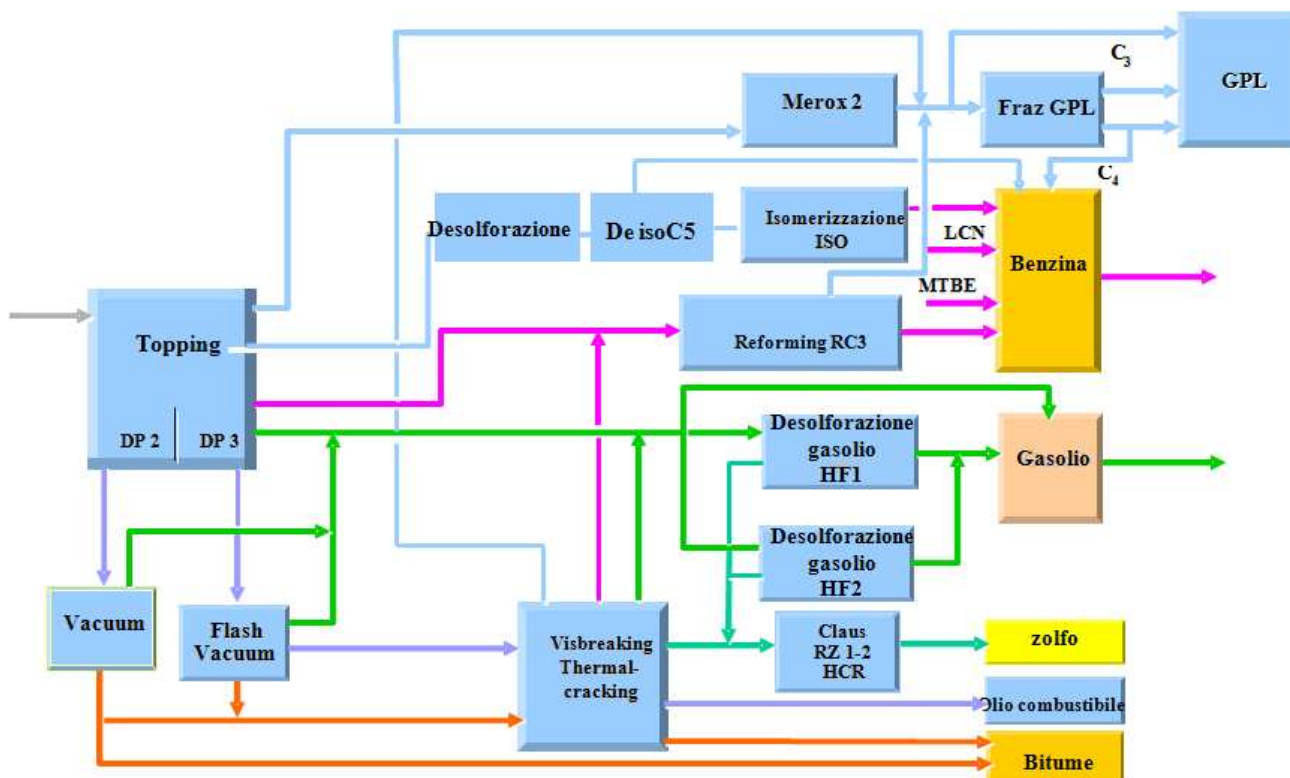 C3
GPL
Merox 2
Fraz GPL
C4
Desolforazione
De isoC5
Isomerizzazione
ISO
LCN
Benzina
MTBE
Topping
Reforming RC3
DP 2
DP 3
Desolforazione
gasolio
HF1
Gasolio
Desolforazione
gasolio
HF2
Vacuum
Flash
Vacuum
Visbreaking
Thermal-
cracking
Claus
RZ 1-2
HCR
zolfo
Olio combustibile
Bitume